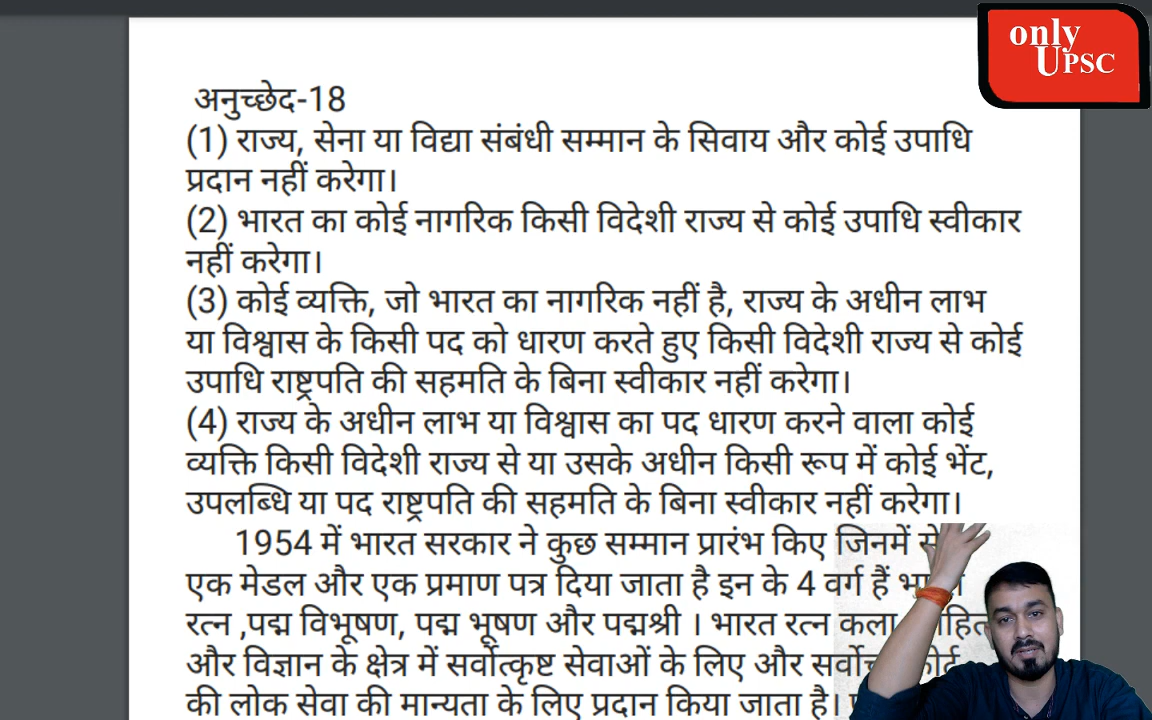 only
UPSC
अनुच्छेद-18
(1) राज्य, सेना या विद्या संबंधी सम्मान के सिवाय और कोई उपाधि
प्रदान नहीं करेगा।
(2) भारत का कोई नागरिक किसी विदेशी राज्य से कोई उपाधि स्वीकार
नहीं करेगा।
(3) कोई व्यक्ति, जो भारत का नागरिक नहीं है, राज्य के अधीन लाभ
या विश्वास के किसी पद को धारण करते हुए किसी विदेशी राज्य से कोई
उपाधि राष्ट्रपति की सहमति के बिना स्वीकार नहीं करेगा।
(4) राज्य के अधीन लाभ या विश्वास का पद धारण करने वाला कोई
व्यक्ति किसी विदेशी राज्य से या उसके अधीन किसी रूप में कोई भेंट,
उपलब्धि या पद राष्ट्रपति की सहमति के बिना स्वीकार नहीं करेगा।
1954 में भारत सरकार ने कुछ सम्मान प्रारंभ किए जिनमें से
एक मेडल और एक प्रमाण पत्र दिया जाता है इन के 4 वर्ग हैं
रत्न ,पद्म विभूषण, पद्म भूषण और पद्मश्री । भारत रत्न कला
और विज्ञान के क्षेत्र में सर्वोत्कृष्ट सेवाओं के लिए और
की लोक सेवा की मान्यता के लिए प्रदान किया जाता है।